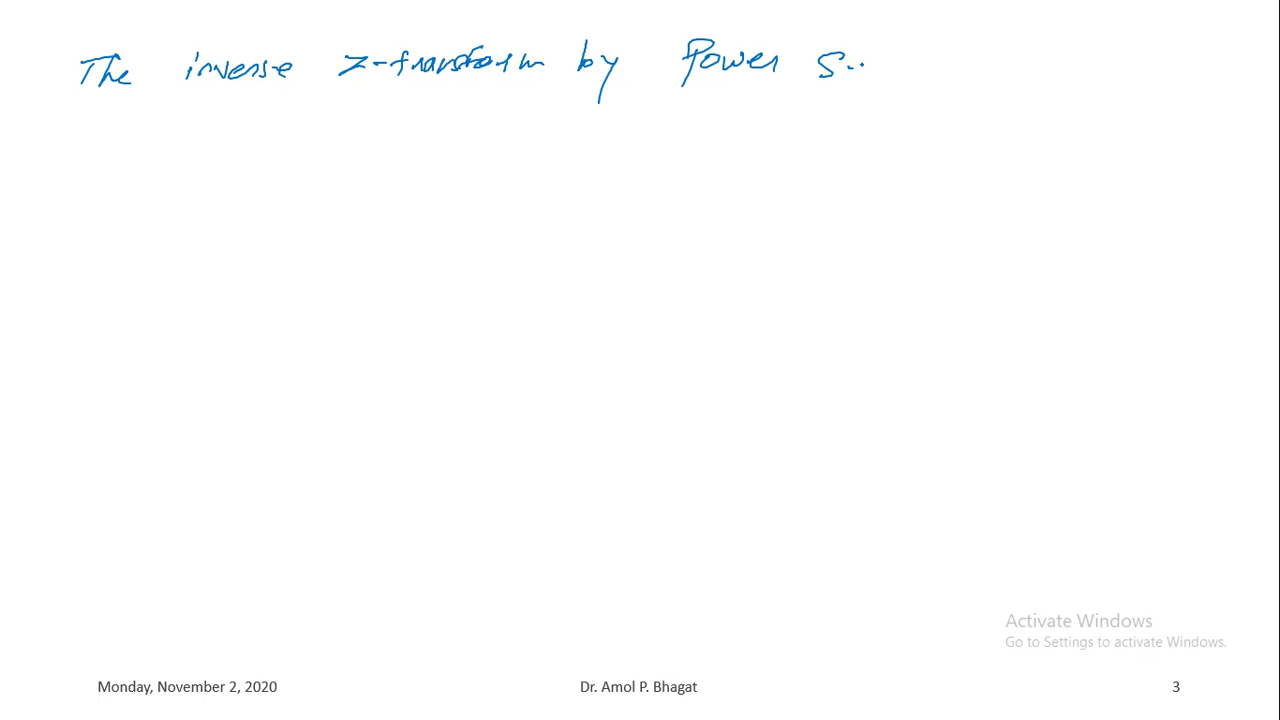 The inverse z-transform by Power S..
Activate Windows
Go to Settings to activate Windows.
Monday, November 2, 2020 Dr. Amol P. Bhagat 3